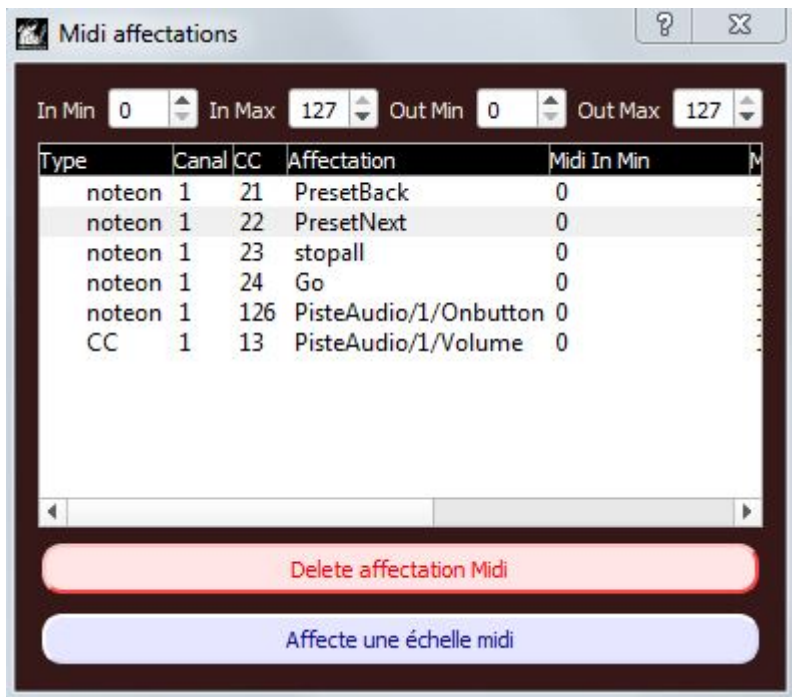 Midi affectations
In Min 0 In Max 127 Out Min 0 Out Max 127
Type Canal CC Affectation Midi In Min
noteon 1 21 PresetBack 0
noteon 1 22 PresetNext 0
noteon 1 23 stopall 0
noteon 1 24 Go 0
noteon 1 126 PisteAudio/1/Onbutton 0
CC 1 13 PisteAudio/1/Volume 0
Delete affectation Midi
Affecte une échelle midi